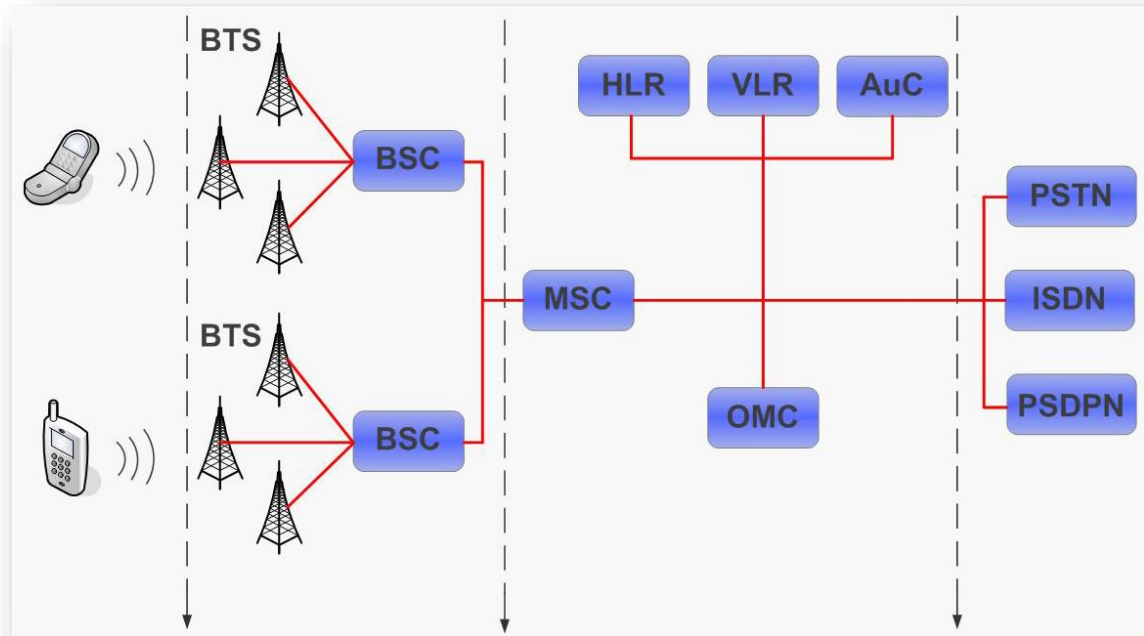 BTS
BSC
HLR
VLR
AuC
PSTN
MSC
ISDN
BTS
BSC
OMC
PSDPN